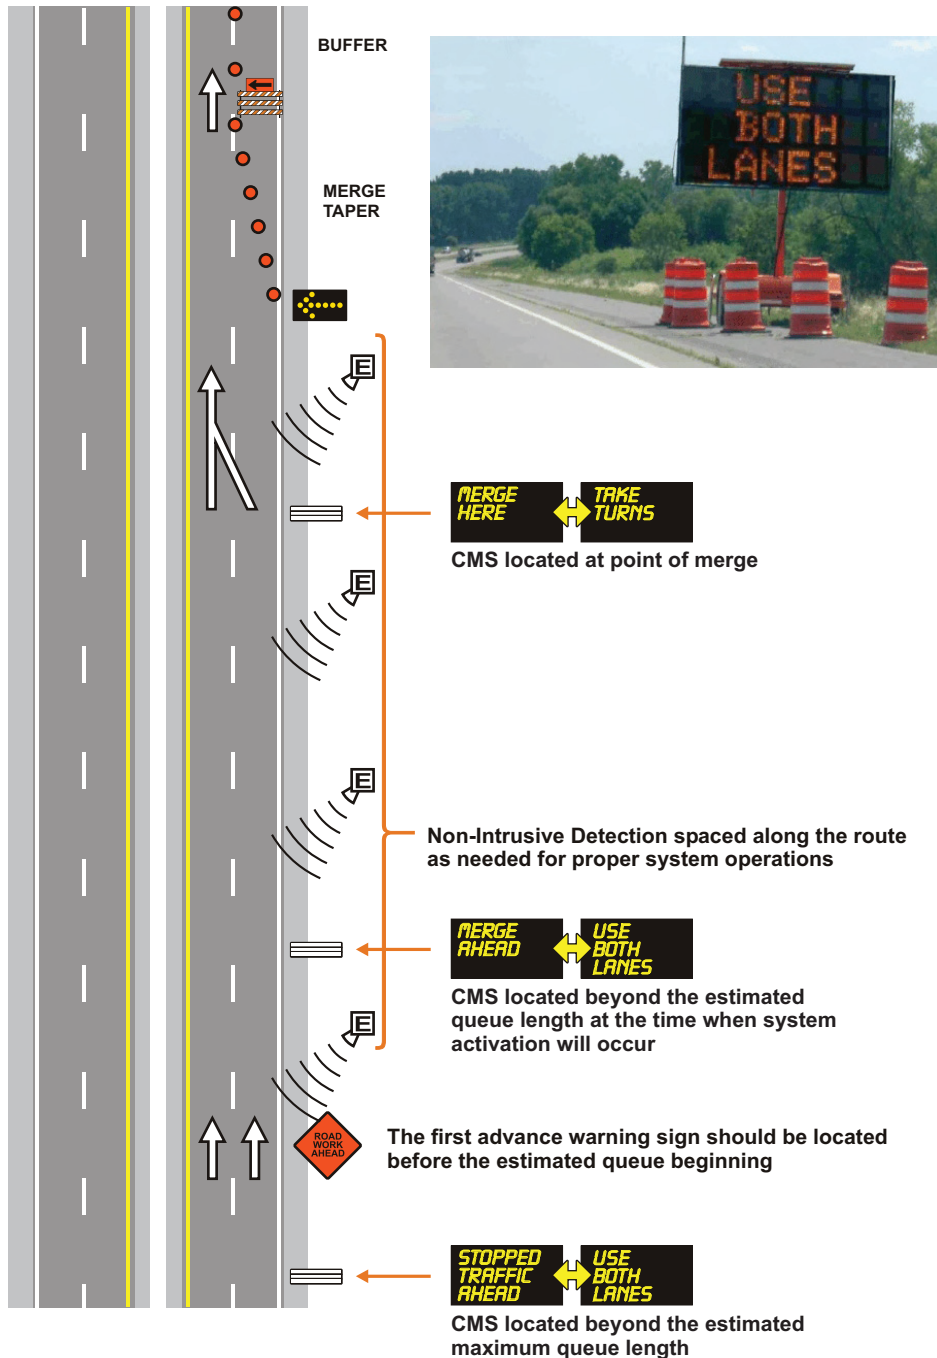 BUFFER
USE
BOTH
LANES
MERGE
TAPER
E
MERGE
HERE
TAKE
TURNS
CMS located at point of merge
E
E
Non-Intrusive Detection spaced along the route
as needed for proper system operations
MERGE
AHEAD
USE
BOTH
LANES
CMS located beyond the estimated
queue length at the time when system
activation will occur
E
ROAD
WORK
AHEAD
The first advance warning sign should be located
before the estimated queue beginning
STOPPED
TRAFFIC
AHEAD
USE
BOTH
LANES
CMS located beyond the estimated
maximum queue length